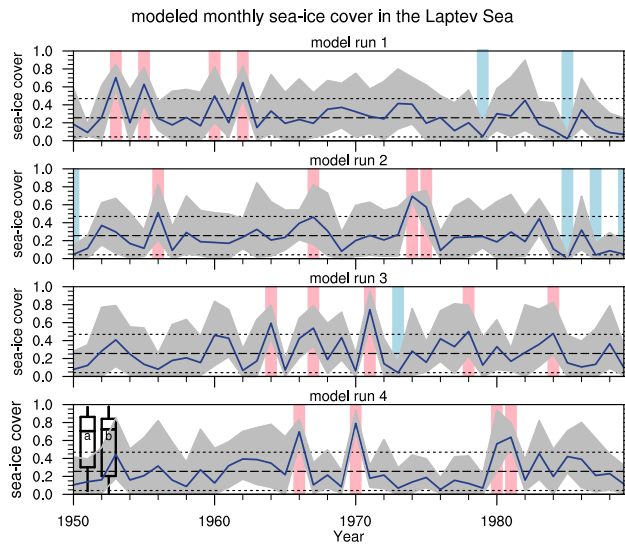 modeled monthly sea-ice cover in the Laptev Sea
model run 1
sea-ice cover
1.0
0.8
0.6
0.4
0.2
0.0
model run 2
sea-ice cover
1.0
0.8
0.6
0.4
0.2
0.0
model run 3
sea-ice cover
1.0
0.8
0.6
0.4
0.2
0.0
model run 4
sea-ice cover
1.0
0.8
0.6
0.4
0.2
0.0
a b
1950 1960 1970 1980
Year